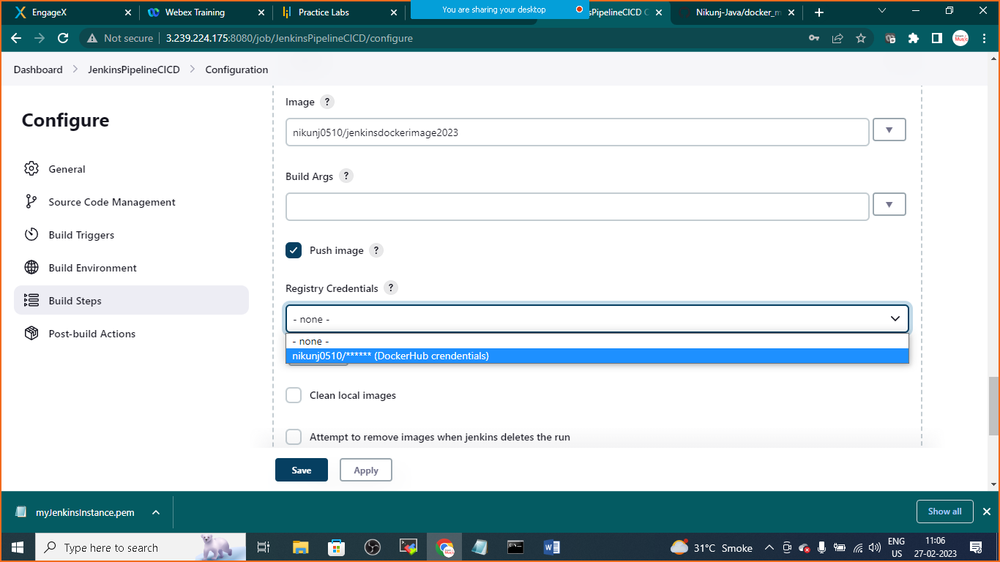 EngageX
Webex Training
Practice Labs
You are sharing your desktop
sPipelineCICD C
Nikunj-Java/docker_m
Not secure
3.239.224.175:8080/job/JenkinsPipelineCICD/configure
Dashboard
JenkinsPipelineCICD
Configuration
Configure
General
Source Code Management
Build Triggers
Build Environment
Build Steps
Post-build Actions
Image ?
nikunj0510/jenkinsdockerimage2023
Build Args ?
Push image ?
Registry Credentials ?
- none -
- none -
nikunj0510/****** (DockerHub crendentials)
Clean local images
Attempt to remove images when jenkins deletes the run
Save
Apply
myJenkinsInstance.pem
Show all
Type here to search
31°C Smoke
ENG
US
11:06
27-02-2023